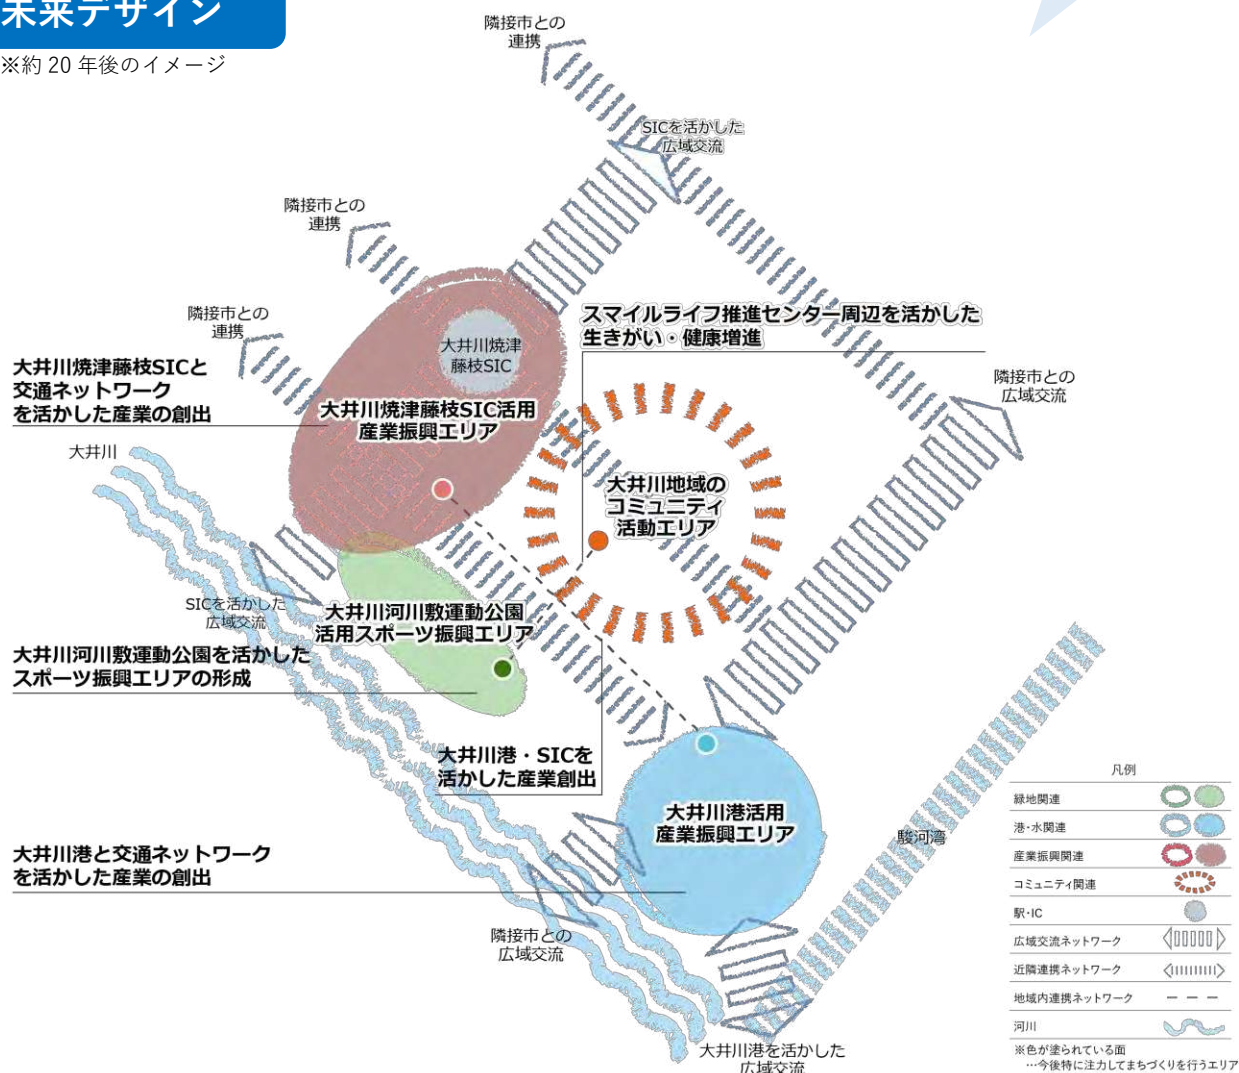 未来デザイン
※約 20 年後のイメージ
隣接市との
連携
SICを活かした
広域交流
隣接市との
連携
隣接市との
連携
スマイルライフ推進センター周辺を活かした
生きがい・健康増進
大井川焼津
藤枝SIC
大井川焼津藤枝SICと
交通ネットワーク
を活かした産業の創出
隣接市との
広域交流
大井川焼津藤枝SIC活用
産業振興エリア
大井川
大井川地域の
コミュニティ
活動エリア
SICを活かした
広域交流
大井川河川敷運動公園
活用スポーツ振興エリア
大井川河川敷運動公園を活かした
スポーツ振興エリアの形成
大井川港・SICを
活かした産業創出
大井川港活用
産業振興エリア
駿河湾
大井川港と交通ネットワーク
を活かした産業の創出
隣接市との
広域交流
大井川港を活かした
広域交流
凡例
緑地関連
港・水関連
産業振興関連
コミュニティ関連
駅・IC
広域交流ネットワーク
近隣連携ネットワーク
地域内連携ネットワーク
河川
※色が塗られている面
…今後特に注力してまちづくりを行うエリア